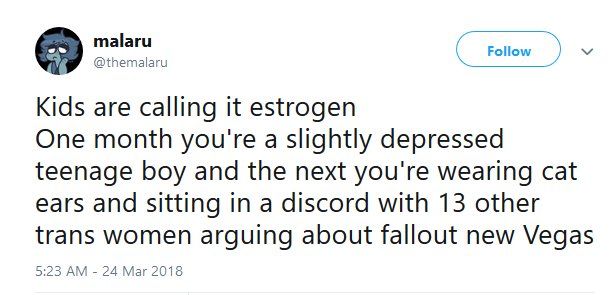 malaru
@themalaru
Follow
Kids are calling it estrogen
One month you're a slightly depressed
teenage boy and the next you're wearing cat
ears and sitting in a discord with 13 other
trans women arguing about fallout new Vegas
5:23 AM - 24 Mar 2018